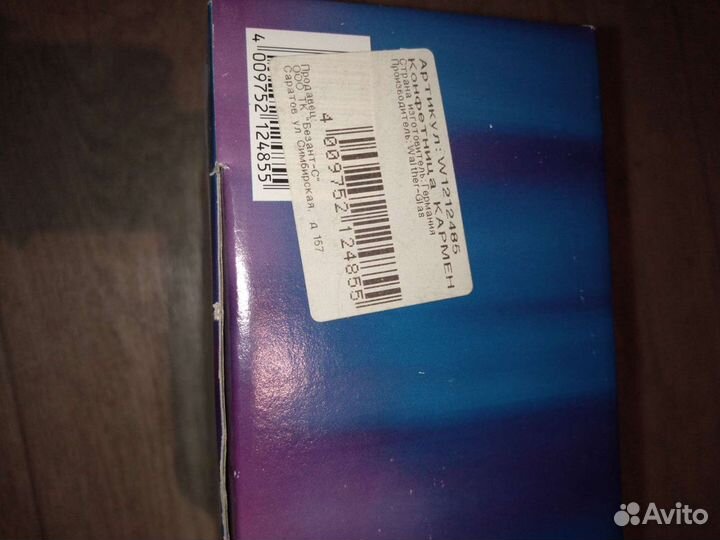 Артикул: W1212485
Конфетница КАРМЕН
Страна изготовитель: Германия
Производитель: Walther-Glas
4 009752 124855
Продавец:
ООО ТК "Безант-С"
Саратов ул Симбирская, д 157
4 009752 124855
Avito